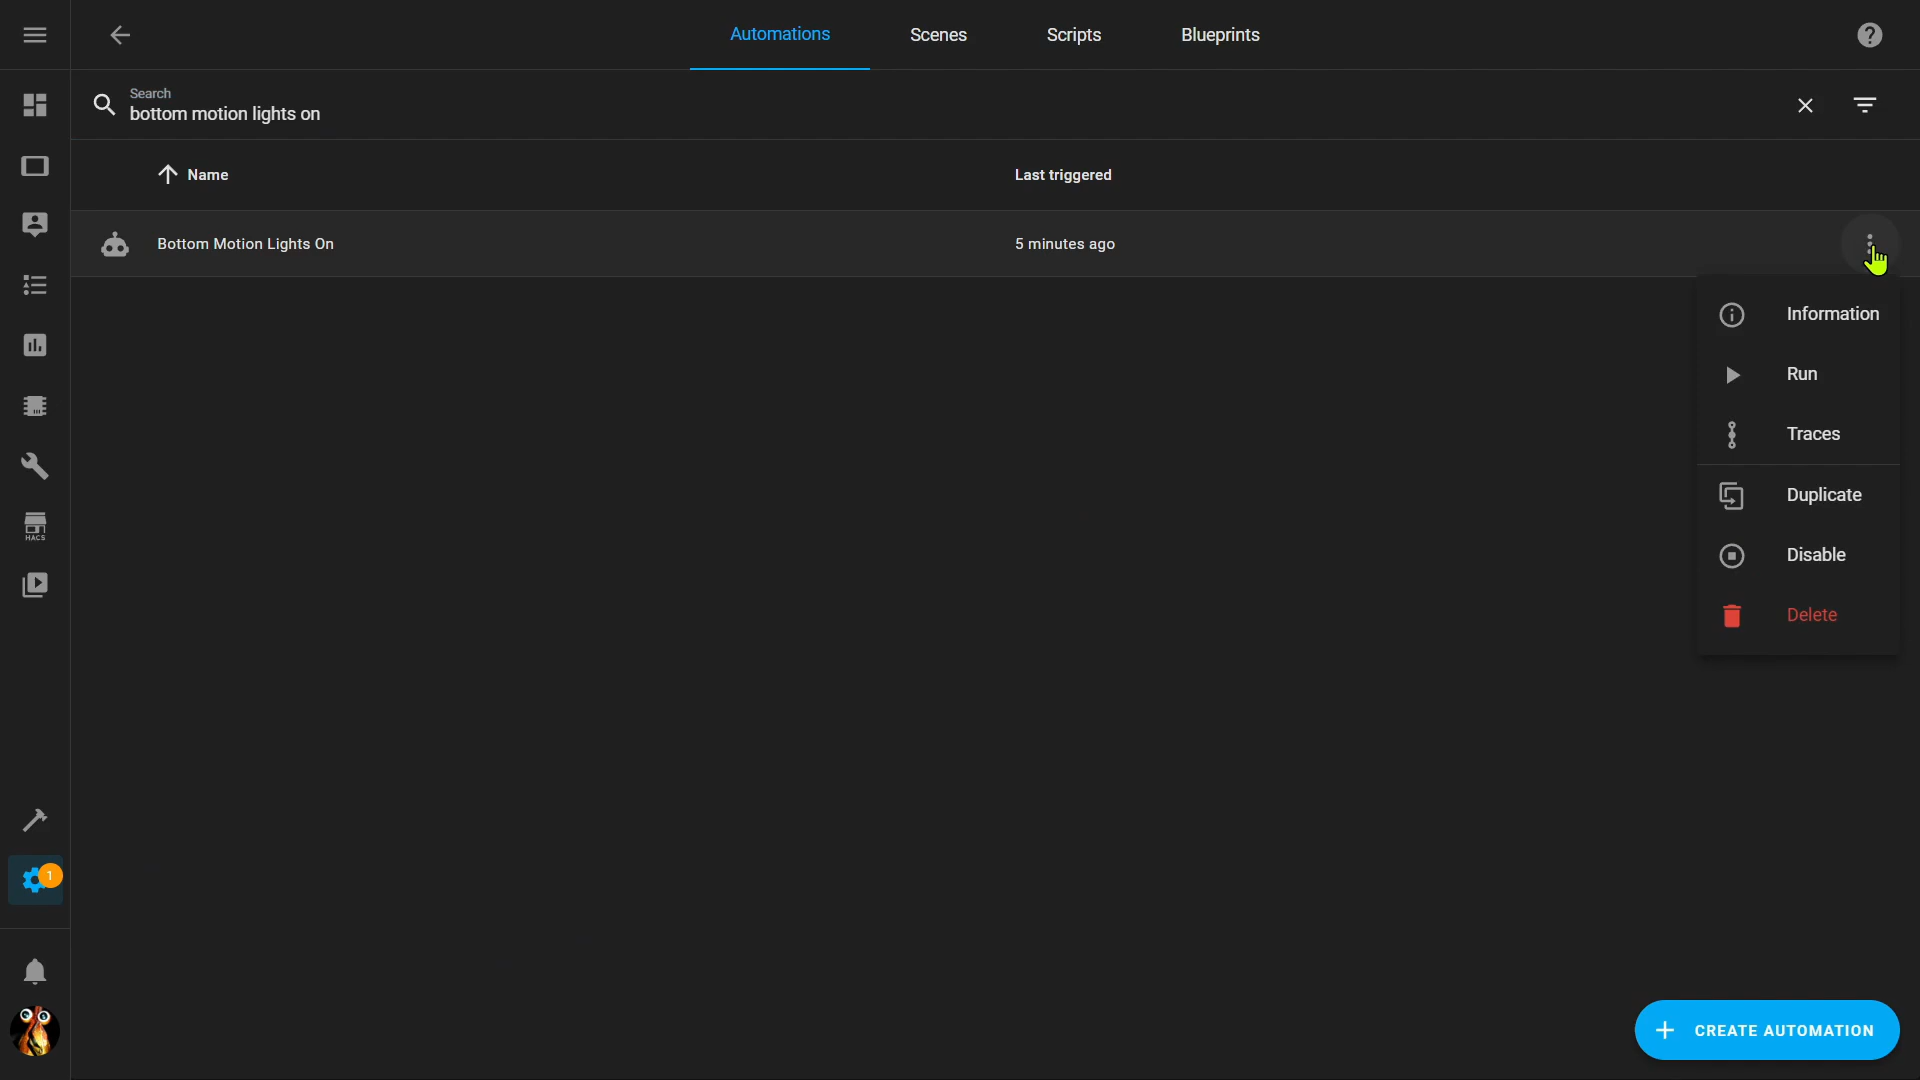 Automations
Scenes
Scripts
Blueprints
Search
bottom motion lights on
Name
Last triggered
Bottom Motion Lights On
5 minutes ago
Information
Run
Traces
Duplicate
Disable
Delete
HACS
1
CREATE AUTOMATION